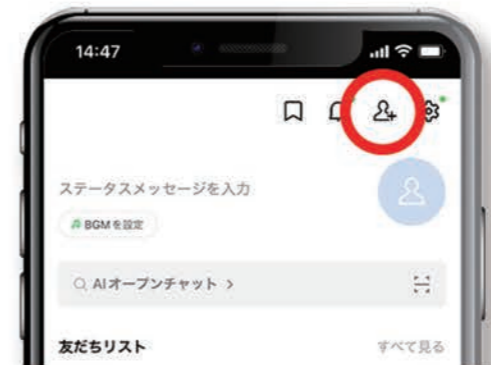 14:47
ステータスメッセージを入力
BGMを設定
AIオープンチャット >
友だちリスト
すべて見る